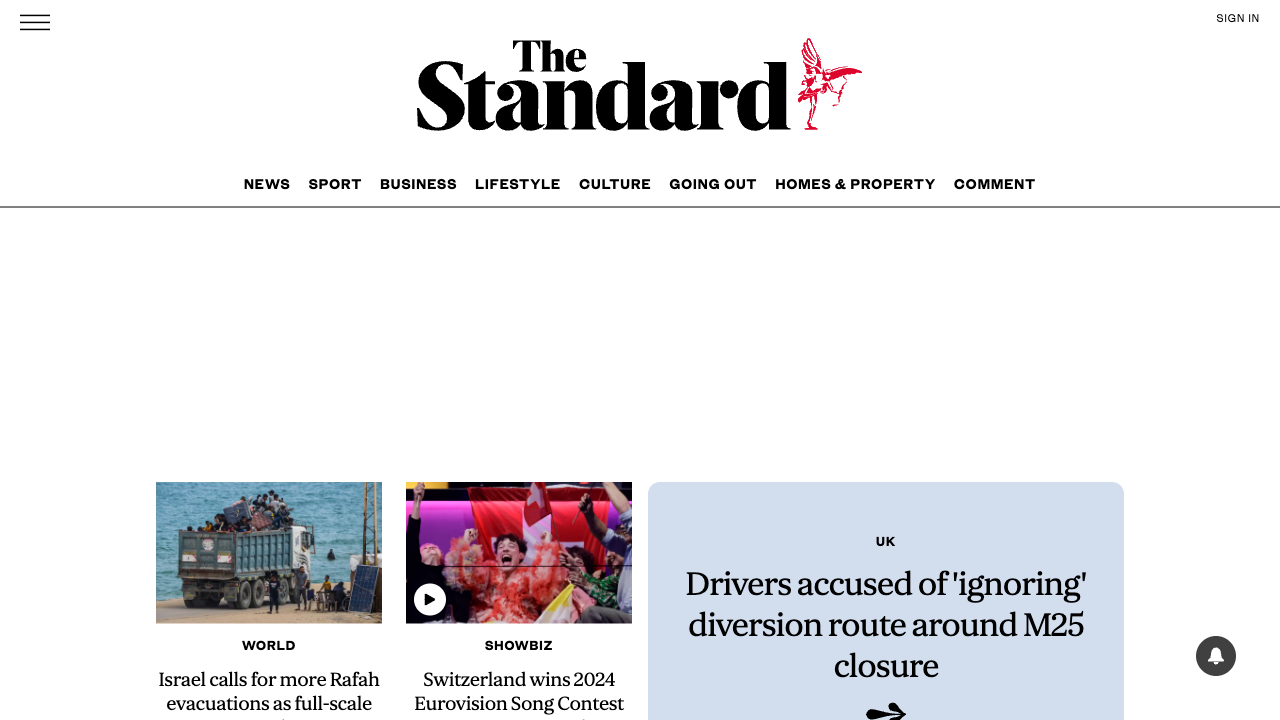 SIGN IN
The
Standard
NEWS SPORT BUSINESS LIFESTYLE CULTURE GOING OUT HOMES & PROPERTY COMMENT
WORLD
Israel calls for more Rafah
evacuations as full-scale
SHOWBIZ
Switzerland wins 2024
Eurovision Song Contest
UK
Drivers accused of 'ignoring'
diversion route around M25
closure